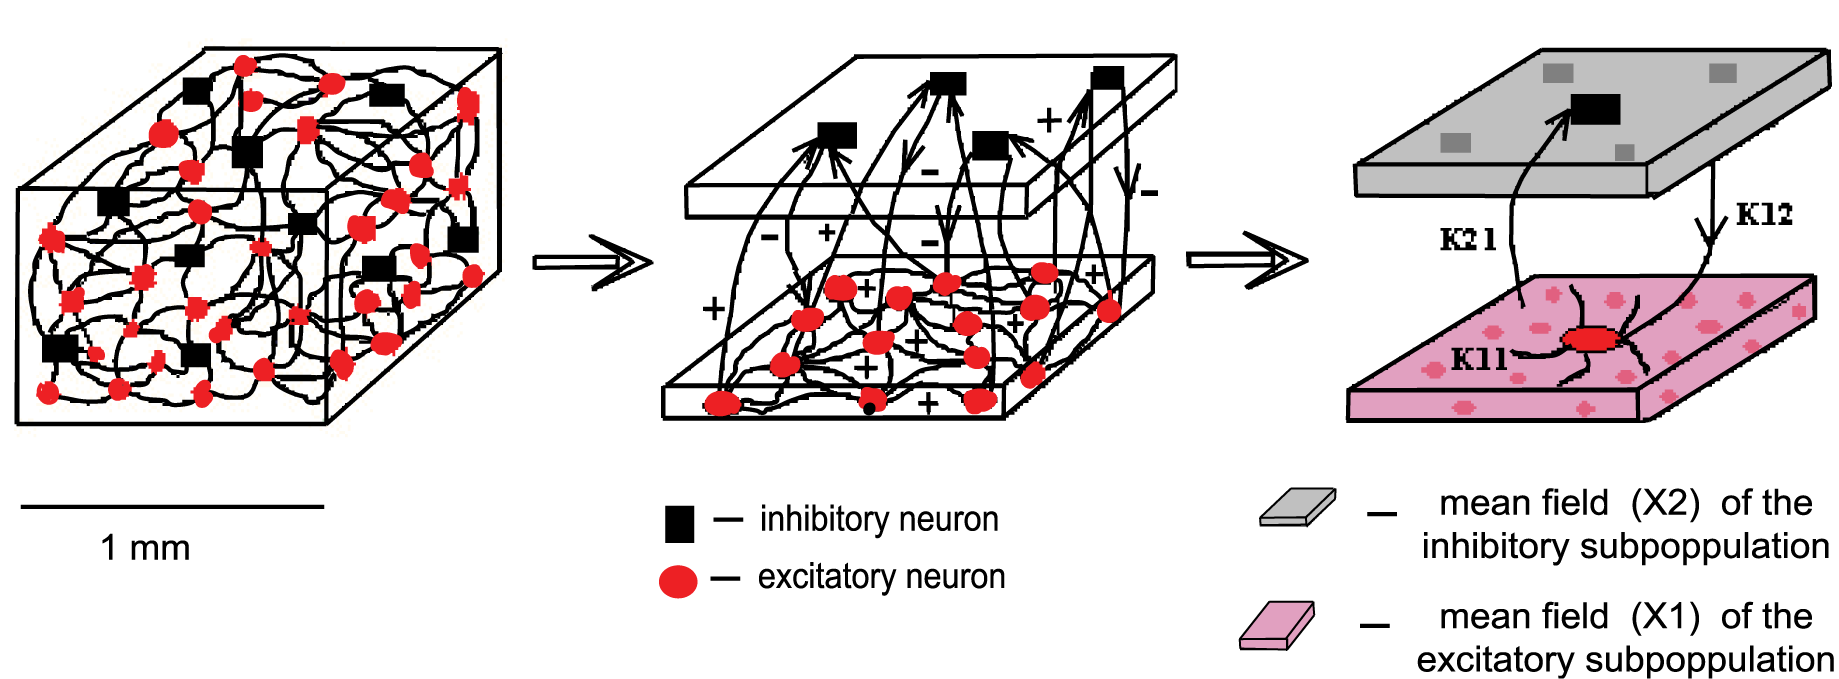 +
-
-
+
-
-
+
+
+
+
+
+
+
K21
K12
K11
1 mm
— inhibitory neuron
— excitatory neuron
— mean field (X2) of the
inhibitory subpoppulation
— mean field (X1) of the
excitatory subpoppulation